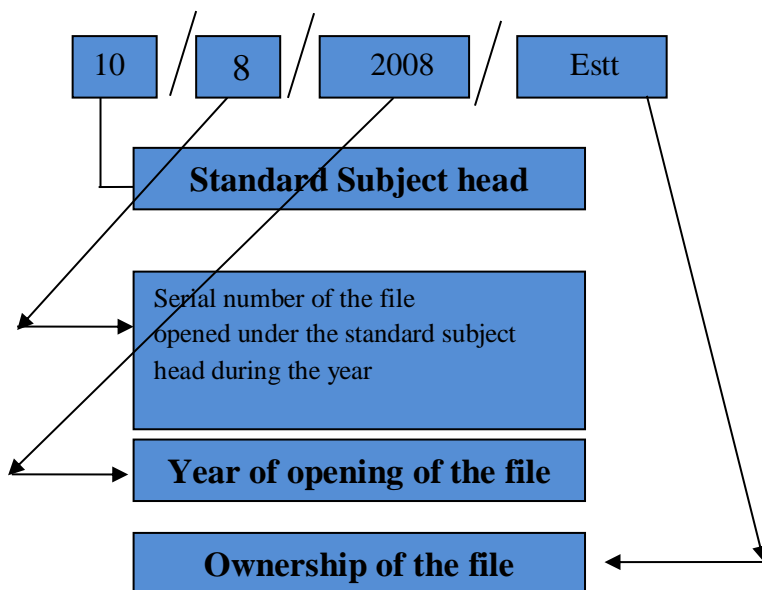 10 / 8 / 2008 / Estt
Standard Subject head
Serial number of the file
opened under the standard subject
head during the year
Year of opening of the file
Ownership of the file